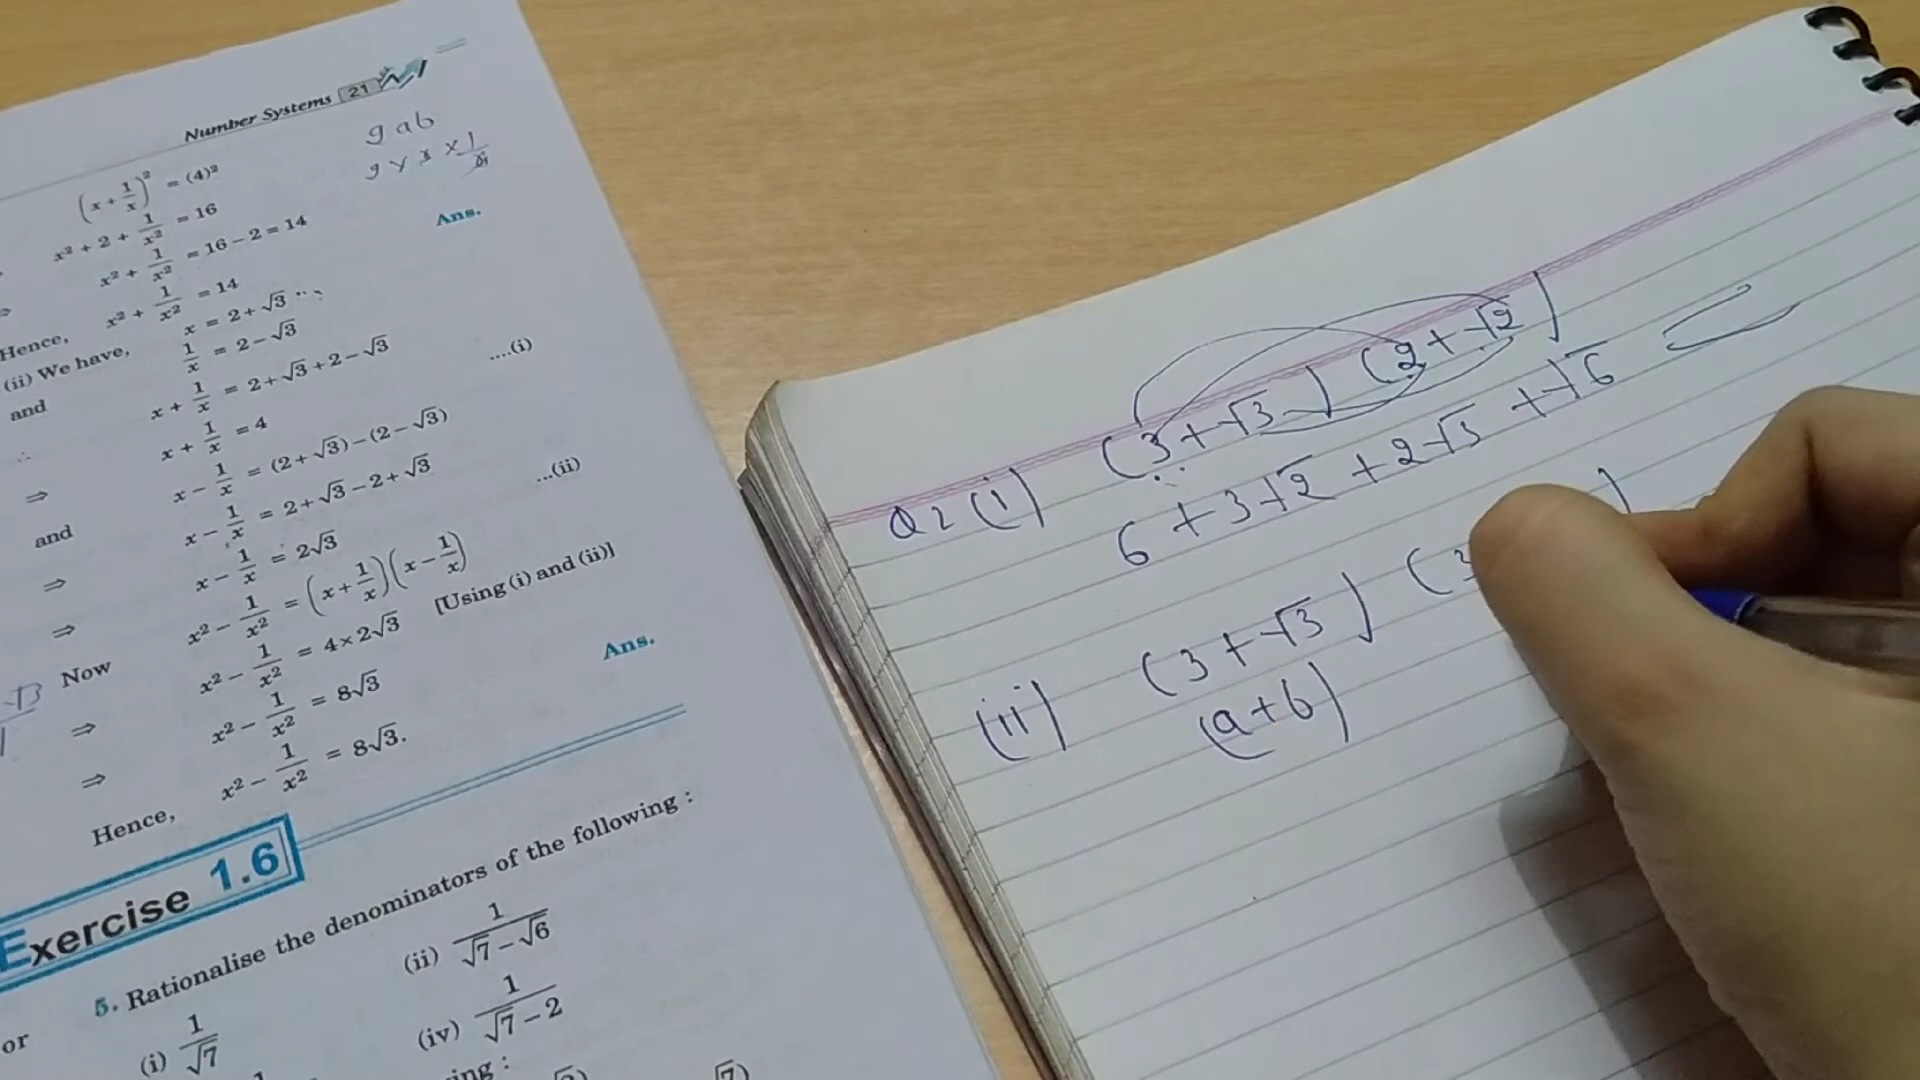 Number Systems 21
g ab
(x + 1/x)² = (4)²
x² + 2 + 1/x² = 16
x² + 1/x² = 16 − 2 = 14 Ans.
⇒ x² + 1/x² = 14
Hence, x = 2 + √3
(ii) We have, 1/x = 2 − √3
and x + 1/x = 2 + √3 + 2 − √3
∴ x + 1/x = 4 ....(i)
⇒ x − 1/x = (2 + √3) − (2 − √3)
and x − 1/x = 2 + √3 − 2 + √3
⇒ x − 1/x = 2√3 ...(ii)
⇒ x² − 1/x² = (x + 1/x)(x − 1/x)
Now x² − 1/x² = 4 × 2√3 [Using (i) and (ii)]
⇒ x² − 1/x² = 8√3 Ans.
⇒ x² − 1/x² = 8√3.
Hence,
Exercise 1.6
5. Rationalise the denominators of the following :
(i) 1/√7
(ii) 1/(√7 − √6)
(iv) 1/(√7 − 2)
or
ing :
Q 2 (i) (3 + √3) (2 + √2)
6 + 3√2 + 2√3 + √6
(ii) (3 + √3) (3
(a + b)